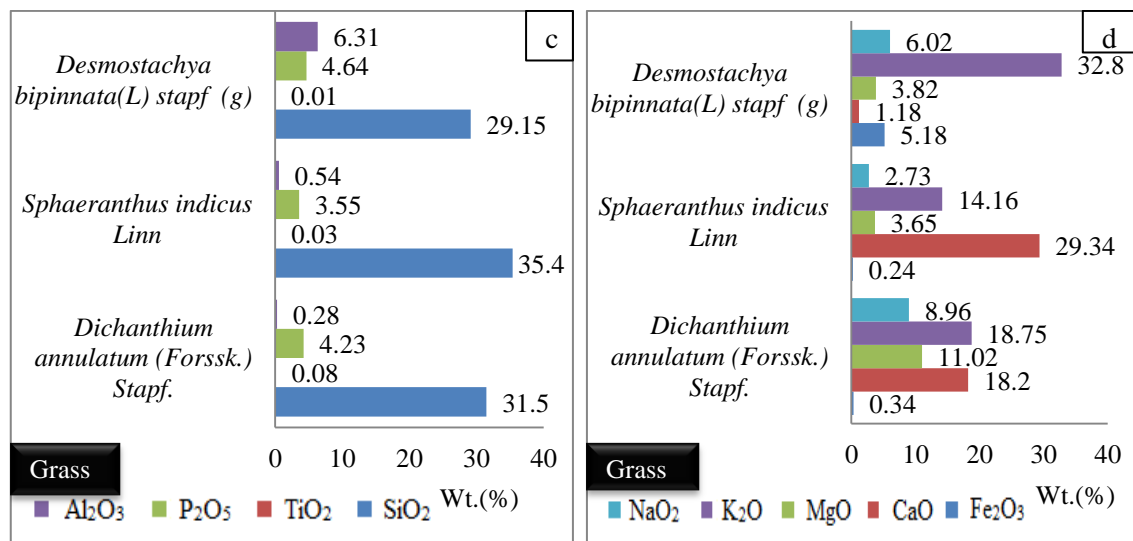 c
Desmostachya
bipinnata(L) stapf (g)
6.31
4.64
0.01
29.15
Sphaeranthus indicus
Linn
0.54
3.55
0.03
35.4
Dichanthium
annulatum (Forssk.)
Stapf.
0.28
4.23
0.08
31.5
0 10 20 30 40
Grass
Wt.(%)
Al₂O₃ P₂O₅ TiO₂ SiO₂
d
Desmostachya
bipinnata(L) stapf (g)
6.02
32.8
3.82
1.18
5.18
Sphaeranthus indicus
Linn
2.73
14.16
3.65
29.34
0.24
Dichanthium
annulatum (Forssk.)
Stapf.
8.96
18.75
11.02
18.2
0.34
0 10 20 30 40
Grass
Wt.(%)
NaO₂ K₂O MgO CaO Fe₂O₃